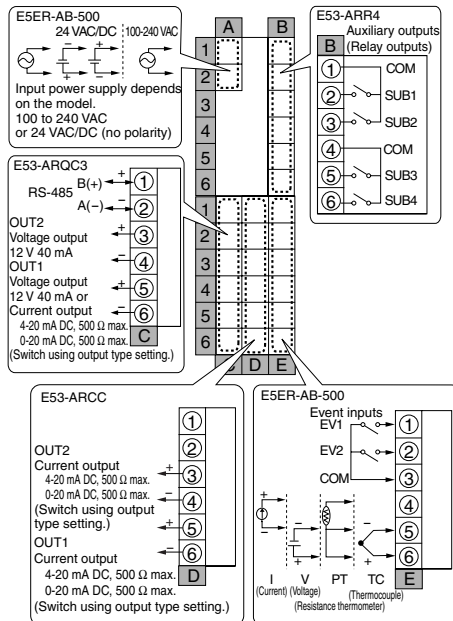 E5ER-AB-500
24 VAC/DC 100-240 VAC
− + − +
Input power supply depends
on the model.
100 to 240 VAC
or 24 VAC/DC (no polarity)
A B
1
2
3
4
5
6
1
2
3
4
5
6
C D E
E53-ARR4
Auxiliary outputs
(Relay outputs)
B
1 COM
2 SUB1
3 SUB2
4 COM
5 SUB3
6 SUB4
E53-ARQC3
RS-485
B(+) + 1
A(−) − 2
OUT2
Voltage output
12 V 40 mA
+ 3
− 4
OUT1
Voltage output
12 V 40 mA or
Current output
4-20 mA DC, 500 Ω max.
0-20 mA DC, 500 Ω max.
(Switch using output type setting.)
+ 5
− 6
C
E53-ARCC
1
2
OUT2
Current output
4-20 mA DC, 500 Ω max.
0-20 mA DC, 500 Ω max.
(Switch using output
type setting.)
+ 3
− 4
OUT1
Current output
4-20 mA DC, 500 Ω max.
0-20 mA DC, 500 Ω max.
(Switch using output type setting.)
+ 5
− 6
D
E5ER-AB-500
Event inputs
EV1 1
EV2 2
COM 3
4
5
6
+ − − −
− + +
I V PT TC
(Current) (Voltage) (Thermocouple)
(Resistance thermometer)
E